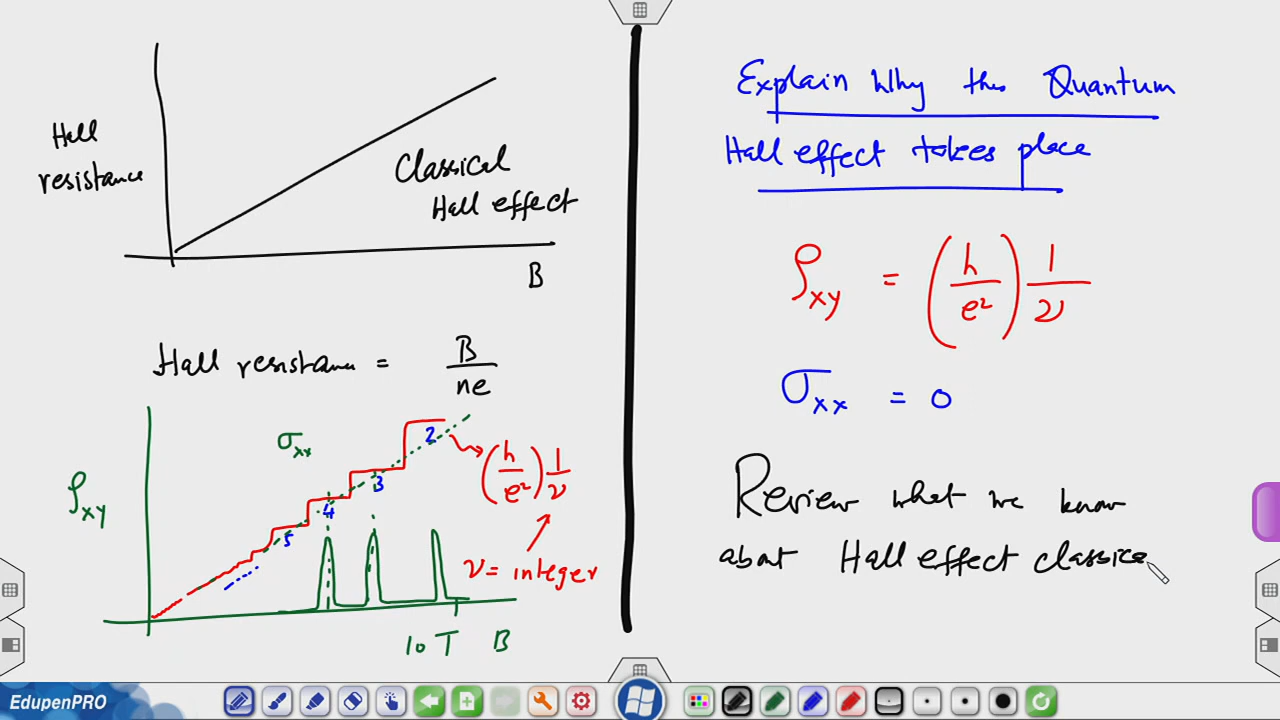 Hall
resistance
Classical
Hall effect
B
Hall resistance = B/ne
σxx
ρxy
2
3
4
5
(h/e²) 1/ν
ν = integer
10 T B
Explain Why the Quantum
Hall effect takes place
ρxy = (h/e²) 1/ν
σxx = 0
Review what we know
about Hall effect classica
EdupenPRO